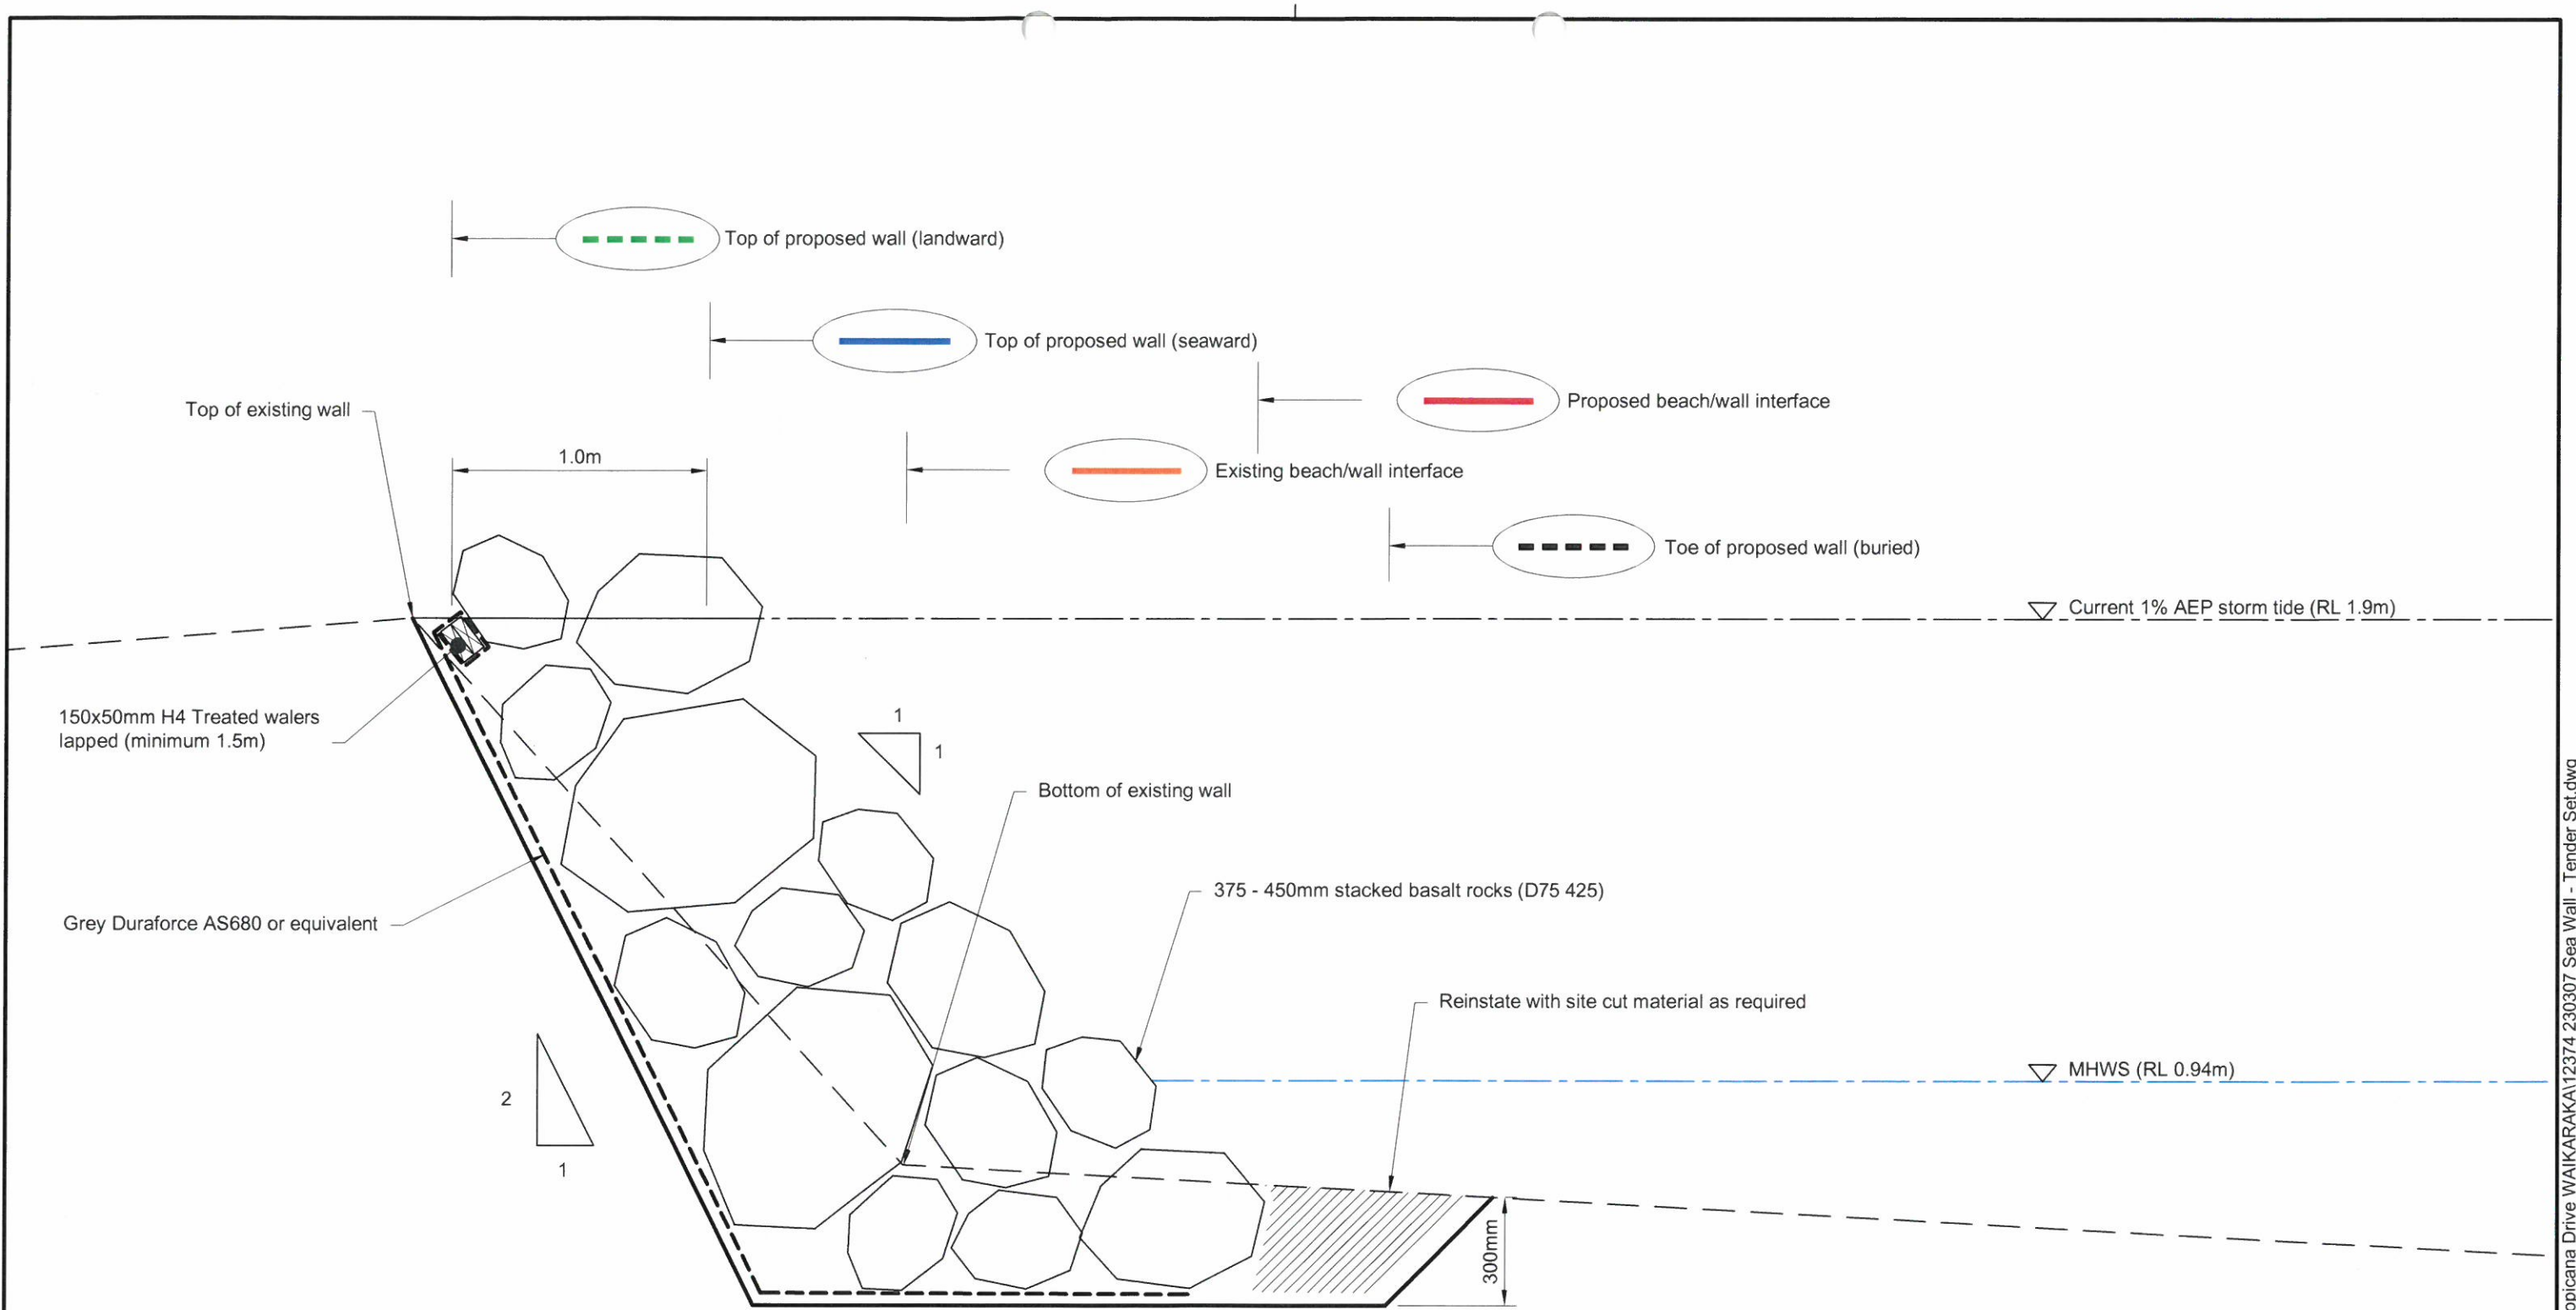 Top of proposed wall (landward)
Top of proposed wall (seaward)
Proposed beach/wall interface
Top of existing wall
1.0m
Existing beach/wall interface
Toe of proposed wall (buried)
Current 1% AEP storm tide (RL 1.9m)
150x50mm H4 Treated walers
lapped (minimum 1.5m)
1
1
Bottom of existing wall
375 - 450mm stacked basalt rocks (D75 425)
Grey Duraforce AS680 or equivalent
Reinstate with site cut material as required
MHWS (RL 0.94m)
2
1
300mm
Drive WAIKARAKA\12374 230307 Sea Wall - Tender Set.dwg